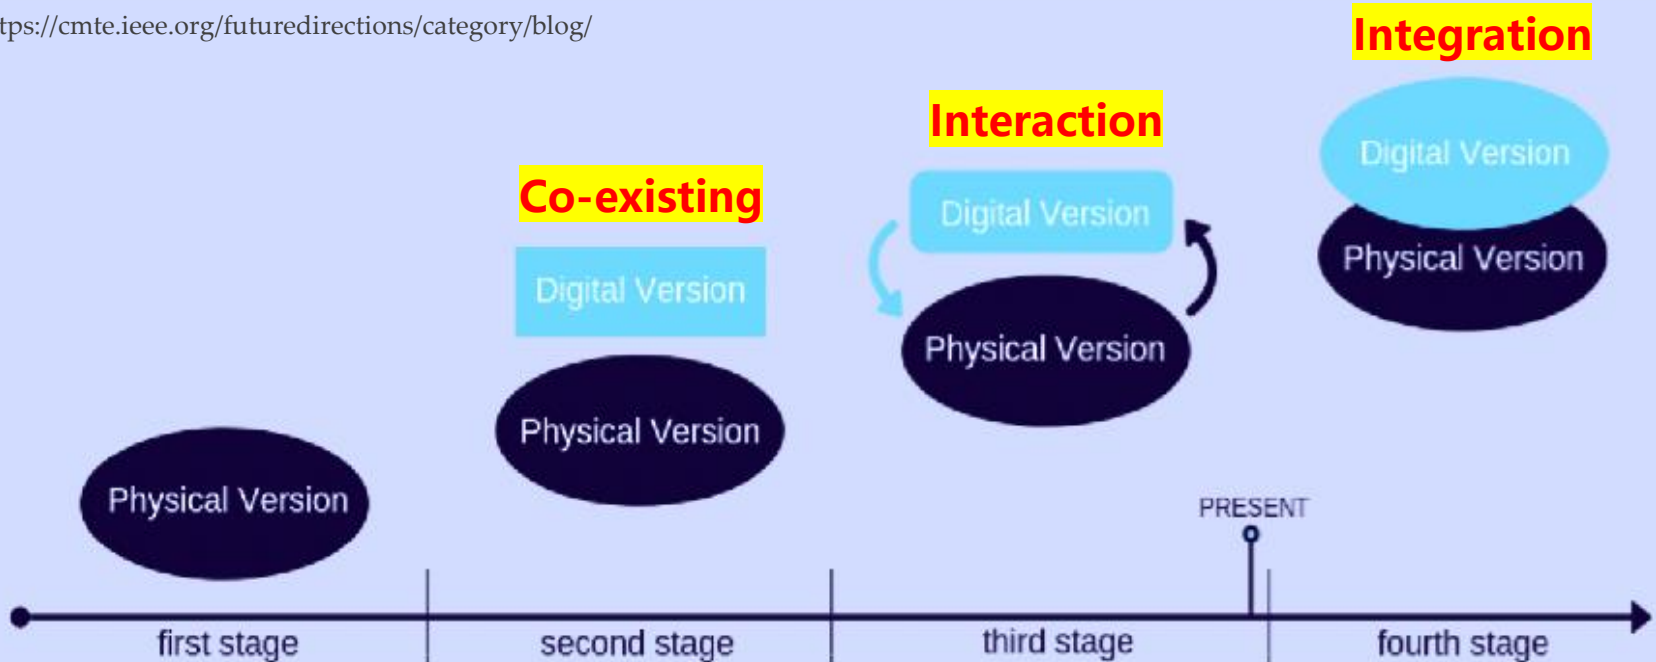 tps://cmte.ieee.org/futuredirections/category/blog/
Integration
Interaction
Co-existing
Digital Version
Digital Version
Digital Version
Physical Version
Physical Version
Physical Version
Physical Version
PRESENT
first stage
second stage
third stage
fourth stage